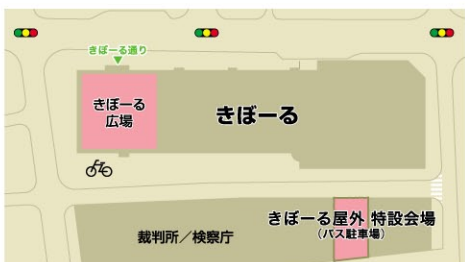 きぼーる通り
きぼーる
広場
きぼーる
きぼーる屋外 特設会場
(バス駐車場)
裁判所/検察庁